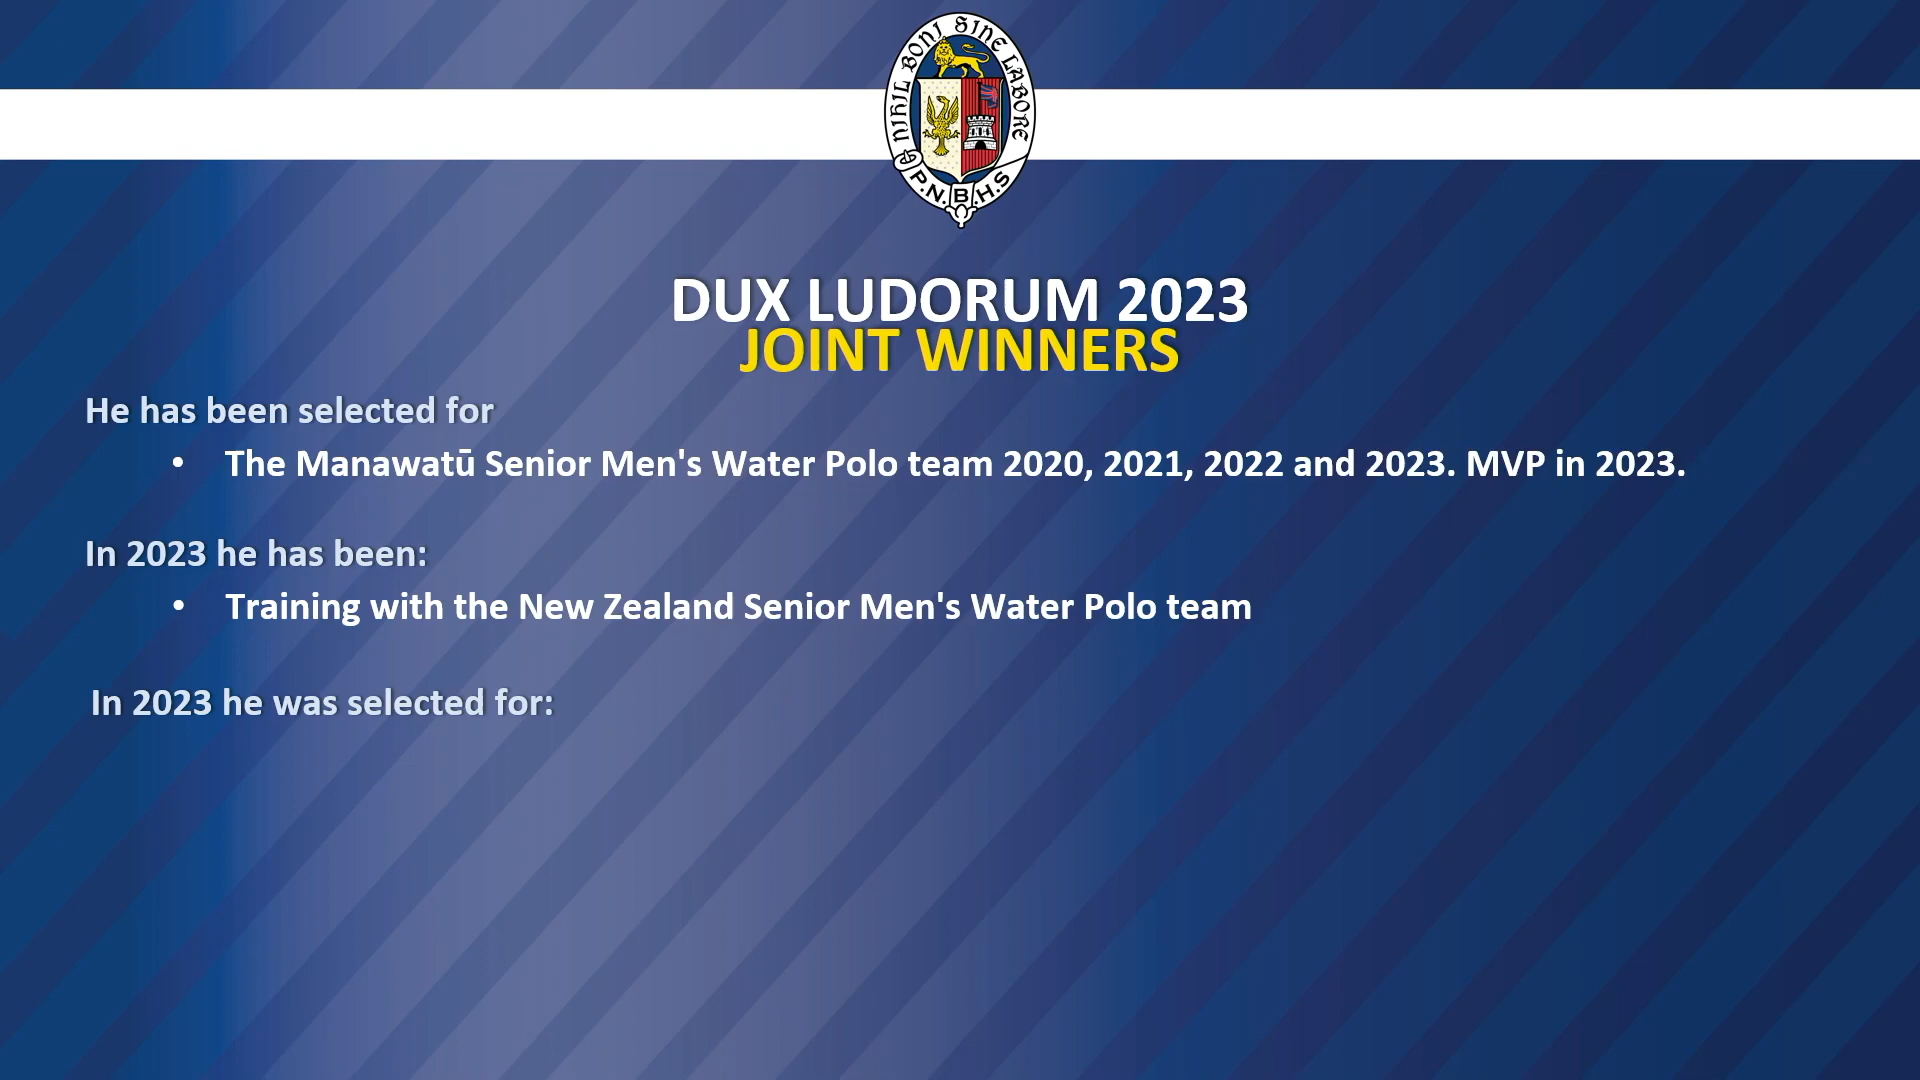 NIHIL BONI SINE LABORE
P.N.B.H.S
DUX LUDORUM 2023
JOINT WINNERS
He has been selected for
• The Manawatū Senior Men's Water Polo team 2020, 2021, 2022 and 2023. MVP in 2023.
In 2023 he has been:
• Training with the New Zealand Senior Men's Water Polo team
In 2023 he was selected for: